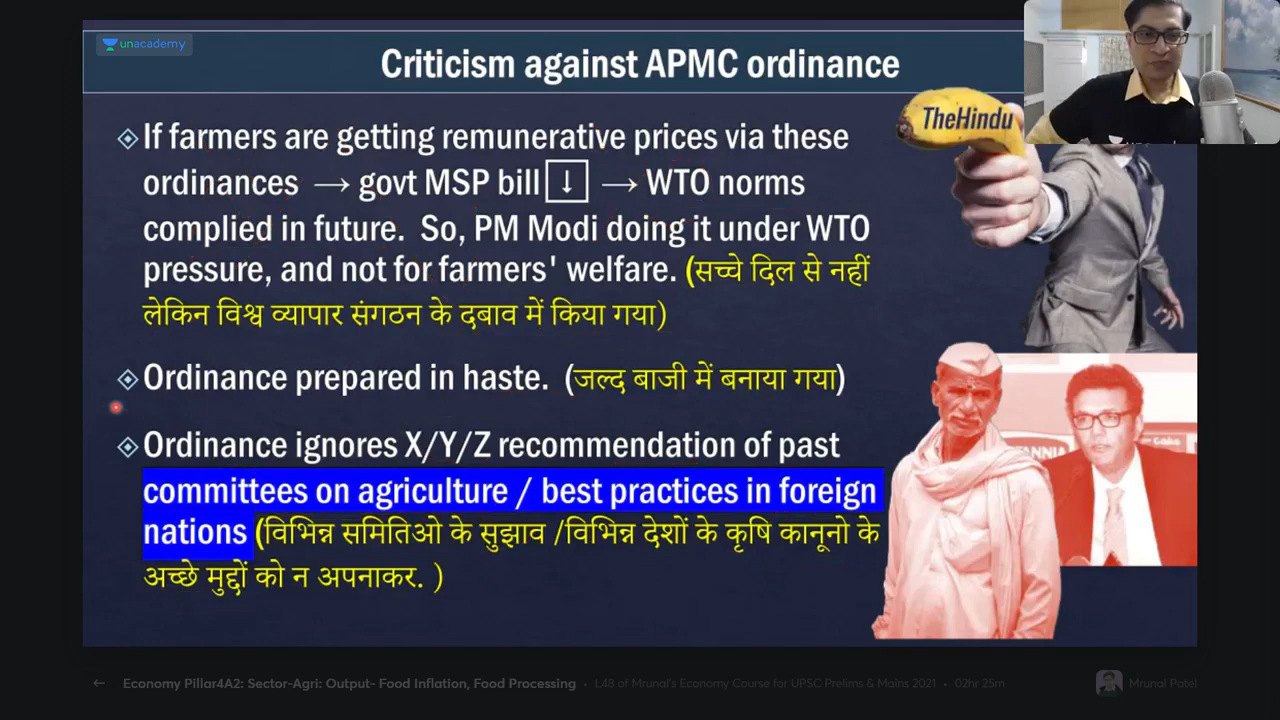 unacademy
Criticism against APMC ordinance
TheHindu
If farmers are getting remunerative prices via these
ordinances → govt MSP bill ↓ → WTO norms
complied in future. So, PM Modi doing it under WTO
pressure, and not for farmers' welfare. (सच्चे दिल से नहीं
लेकिन विश्व व्यापार संगठन के दबाव में किया गया)
Ordinance prepared in haste. (जल्द बाजी में बनाया गया)
Ordinance ignores X/Y/Z recommendation of past
committees on agriculture / best practices in foreign
nations (विभिन्न समितिओ के सुझाव /विभिन्न देशों के कृषि कानूनो के
अच्छे मुद्दों को न अपनाकर. )
← Economy Pillar4A2: Sector-Agri: Output- Food Inflation, Food Processing • L48 of Mrunal's Economy Course for UPSC Prelims & Mains 2021 • 02hr 25m
Mrunal Patel